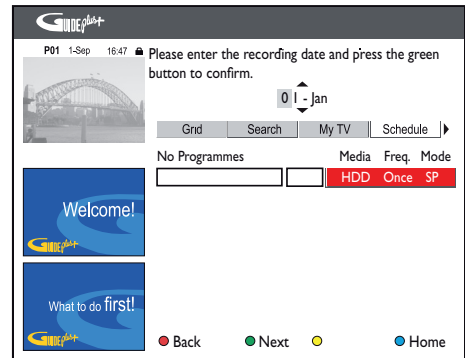 GUIDE plus+
P01 1-Sep 16:47
Please enter the recording date and press the green
button to confirm.
01 - Jan
Grid Search My TV Schedule
No Programmes Media Freq. Mode
HDD Once SP
Welcome!
GUIDE plus+
What to do first!
GUIDE plus+
Back Next Home